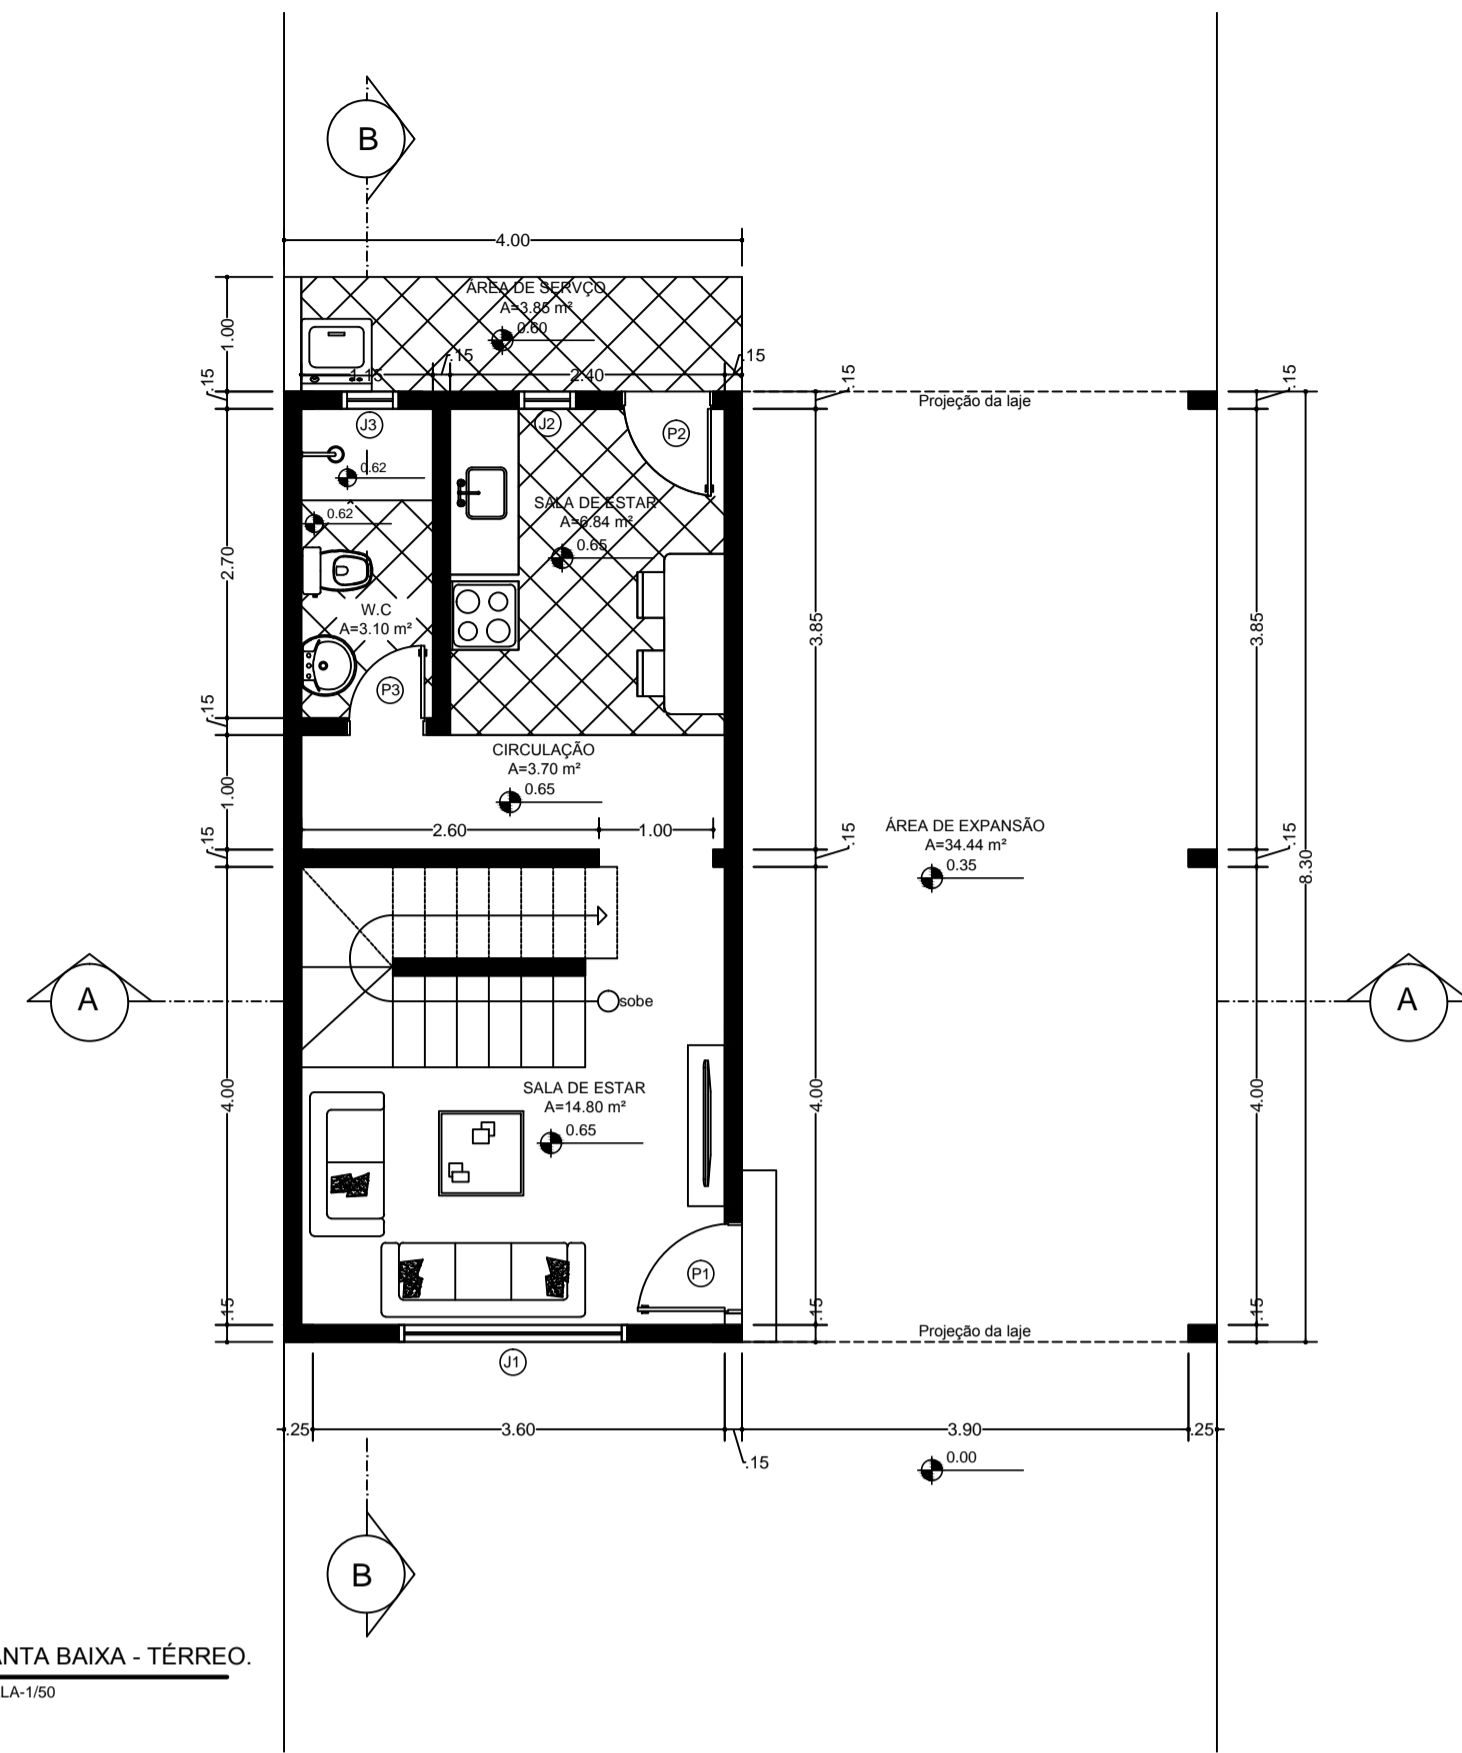 B
4.00
ÁREA DE SERVÇO
A=3.85 m²
0.60
1.00
.15
.15
1.15
2.40
.15
.15
.15
Projeção da laje
J3
J2
P2
0.62
0.62
SALA DE ESTAR
A=6.84 m²
0.65
2.70
W.C
A=3.10 m²
P3
3.85
3.85
.15
CIRCULAÇÃO
A=3.70 m²
0.65
1.00
2.60
1.00
.15
.15
.15
ÁREA DE EXPANSÃO
A=34.44 m²
0.35
8.30
A
sobe
A
SALA DE ESTAR
A=14.80 m²
0.65
4.00
4.00
4.00
P1
.15
.15
.15
Projeção da laje
J1
.25
3.60
.15
3.90
.25
0.00
B
ANTA BAIXA - TÉRREO.
LA-1/50